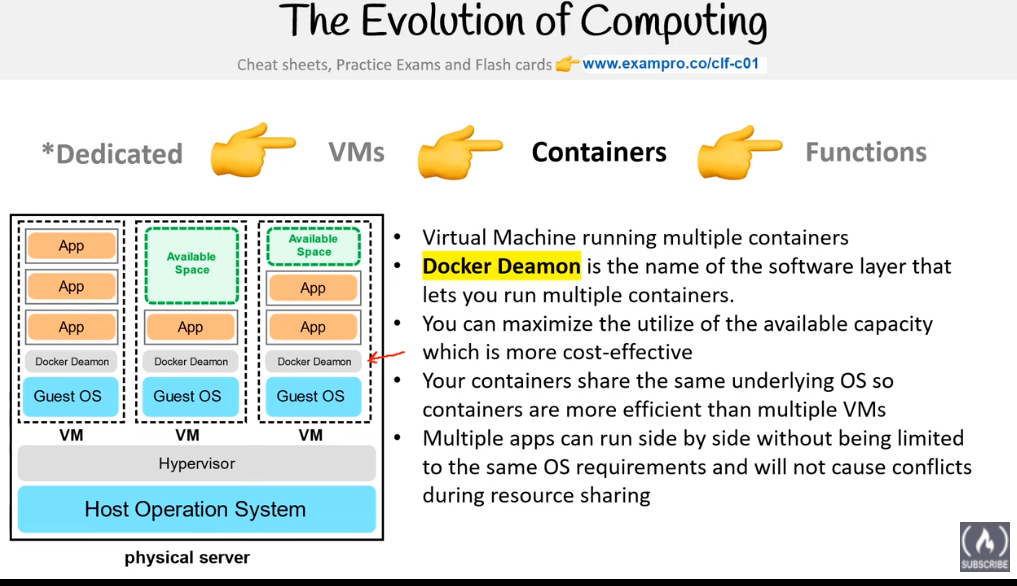 The Evolution of Computing
Cheat sheets, Practice Exams and Flash cards www.exampro.co/clf-c01
*Dedicated VMs Containers Functions
App
App
App
Docker Deamon
Guest OS
VM
Available
Space
App
Docker Deamon
Guest OS
VM
Available
Space
App
App
Docker Deamon
Guest OS
VM
Hypervisor
Host Operation System
physical server
• Virtual Machine running multiple containers
• Docker Deamon is the name of the software layer that
lets you run multiple containers.
• You can maximize the utilize of the available capacity
which is more cost-effective
• Your containers share the same underlying OS so
containers are more efficient than multiple VMs
• Multiple apps can run side by side without being limited
to the same OS requirements and will not cause conflicts
during resource sharing
SUBSCRIBE